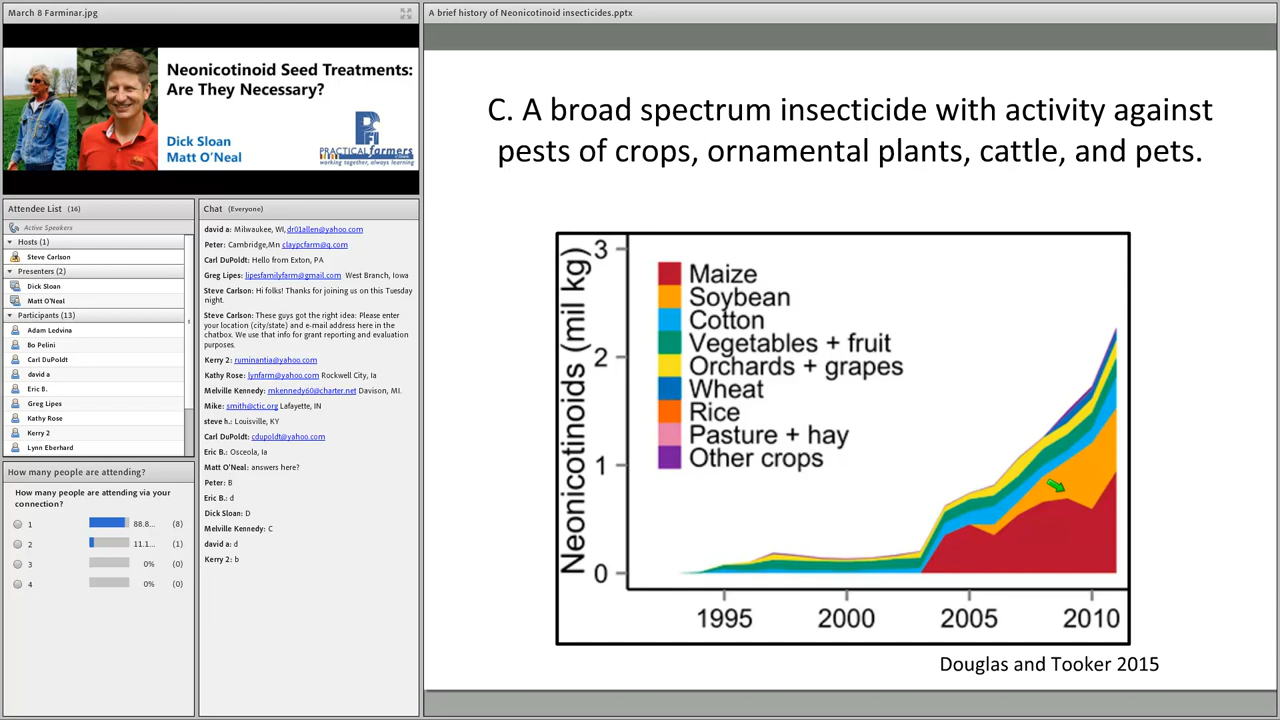 March 8 Farminar.jpg
Neonicotinoid Seed Treatments:
Are They Necessary?
Dick Sloan
Matt O'Neal
PFI
PRACTICAL farmers
working together, always learning
Attendee List (16)
Active Speakers
Hosts (1)
Steve Carlson
Presenters (2)
Dick Sloan
Matt O'Neal
Participants (13)
Adam Ledvina
Bo Pelini
Carl DuPoldt
david a
Eric B.
Greg Lipes
Kathy Rose
Kerry 2
Lynn Eberhard
Chat (Everyone)
david a: Milwaukee, WI, dr01allen@yahoo.com
Peter: Cambridge,Mn claypcfarm@q.com
Carl DuPoldt: Hello from Exton, PA
Greg Lipes: lipesfamilyfarm@gmail.com West Branch, Iowa
Steve Carlson: Hi folks! Thanks for joining us on this Tuesday
night.
Steve Carlson: These guys got the right idea: Please enter
your location (city/state) and e-mail address here in the
chatbox. We use that info for grant reporting and evaluation
purposes.
Kerry 2: ruminantia@yahoo.com
Kathy Rose: lynfarm@yahoo.com Rockwell City, Ia
Melville Kennedy: mkennedy60@charter.net Davison, MI.
Mike: smith@ctic.org Lafayette, IN
steve h.: Louisville, KY
Carl DuPoldt: cdupoldt@yahoo.com
Eric B.: Osceola, Ia
Matt O'Neal: answers here?
Peter: B
Eric B.: d
Dick Sloan: D
Melville Kennedy: C
david a: d
Kerry 2: b
How many people are attending?
How many people are attending via your
connection?
1 88.8... (8)
2 11.1... (1)
3 0% (0)
4 0% (0)
A brief history of Neonicotinoid insecticides.pptx
C. A broad spectrum insecticide with activity against
pests of crops, ornamental plants, cattle, and pets.
Neonicotinoids (mil kg)
3
2
1
0
Maize
Soybean
Cotton
Vegetables + fruit
Orchards + grapes
Wheat
Rice
Pasture + hay
Other crops
1995 2000 2005 2010
Douglas and Tooker 2015